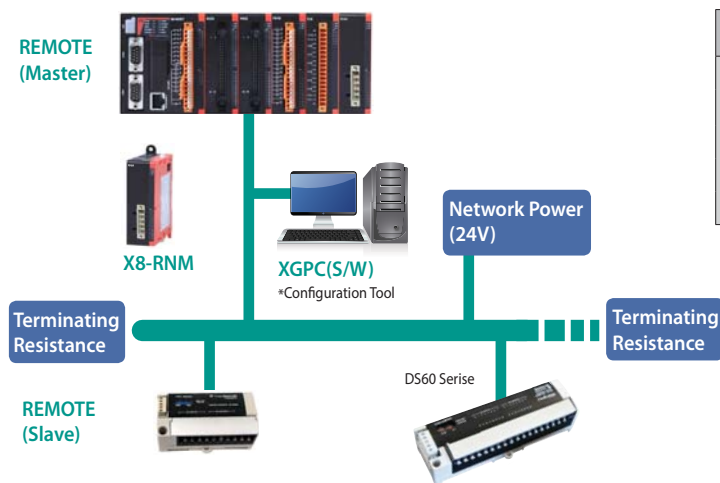 REMOTE
(Master)
X8-RNM
XGPC(S/W)
*Configuration Tool
Network Power
(24V)
Terminating
Resistance
Terminating
Resistance
DS60 Serise
REMOTE
(Slave)